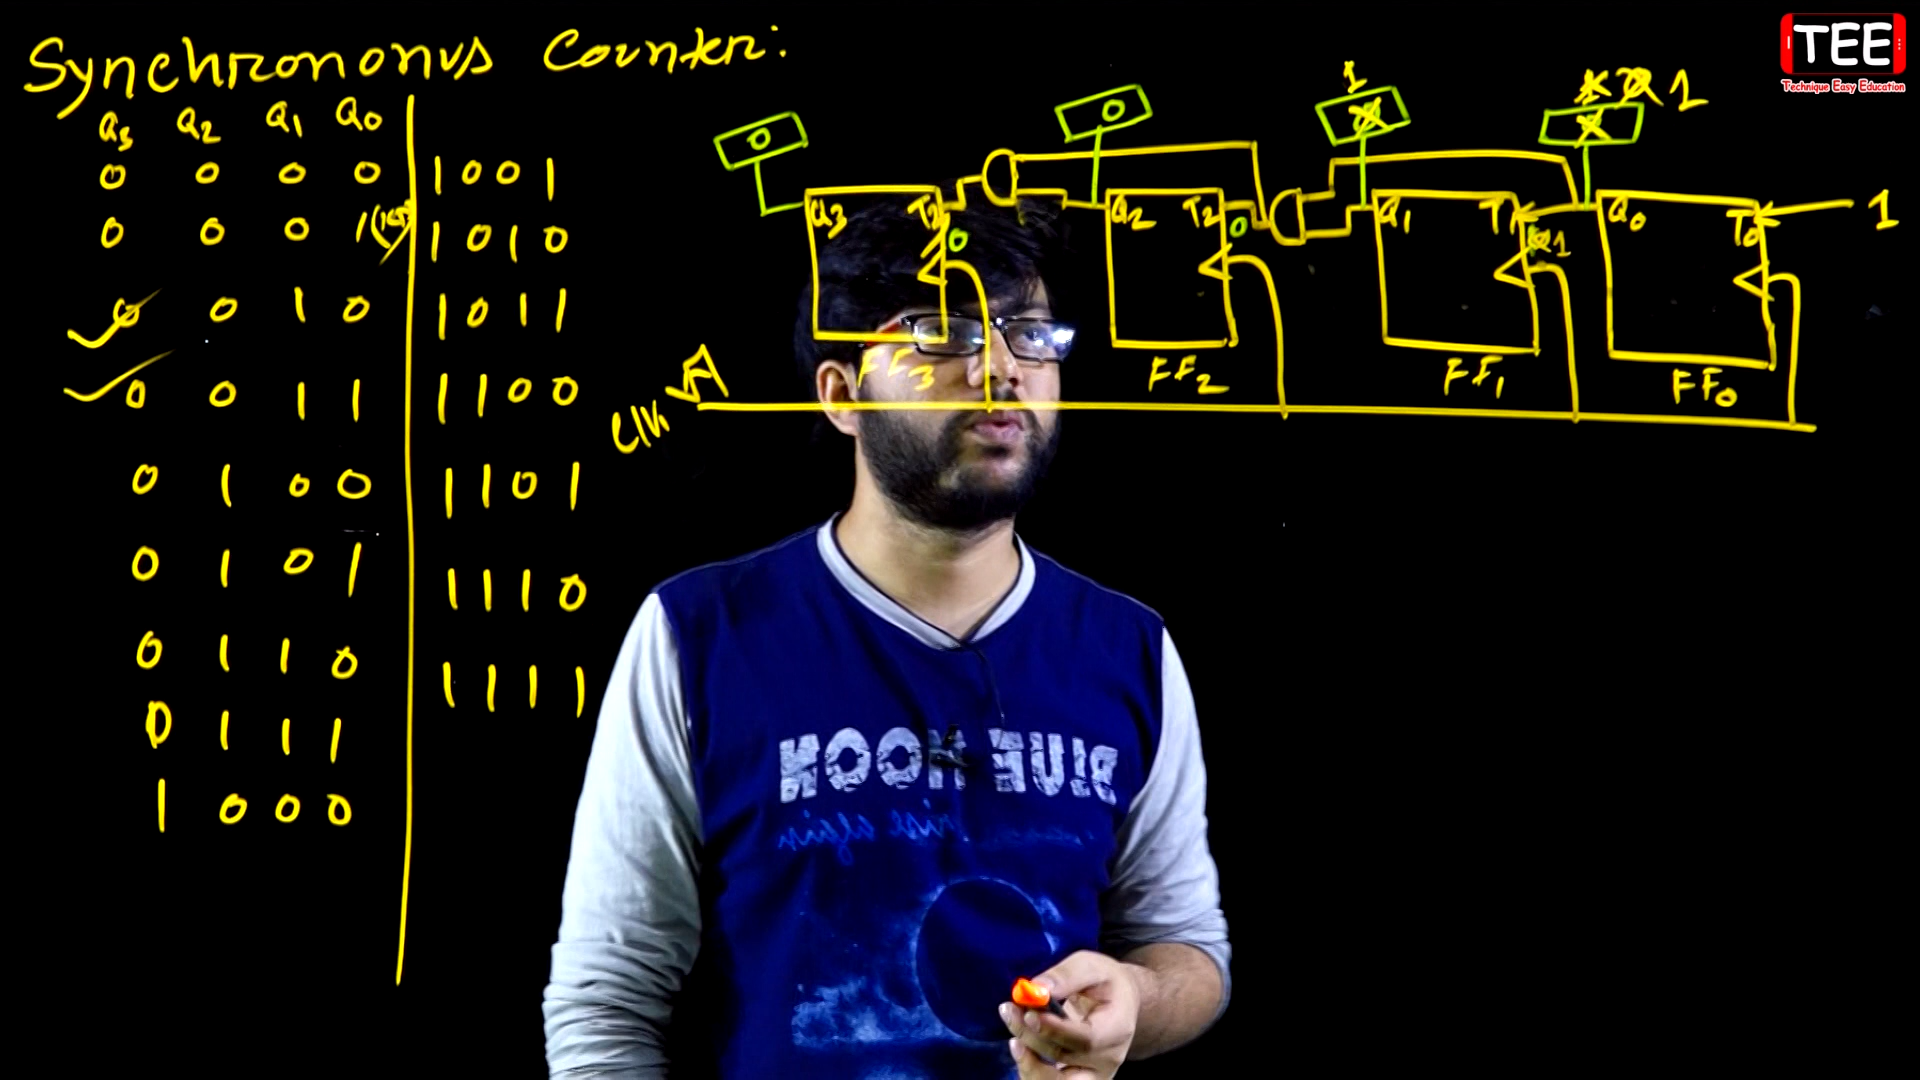 Synchrononus Counter:
TEE
Technique Easy Education
Q3 Q2 Q1 Q0
0 0 0 0
0 0 0 1
0 0 1 0
0 0 1 1
0 1 0 0
0 1 0 1
0 1 1 0
0 1 1 1
1 0 0 0
1 0 0 1
1 0 1 0
1 0 1 1
1 1 0 0
1 1 0 1
1 1 1 0
1 1 1 1
0 0 1 1
Q3 T3 Q2 T2 Q1 T1 Q0 T0 1
0 0 1
FF3 FF2 FF1 FF0
Clk
BLUE MOON
rise again